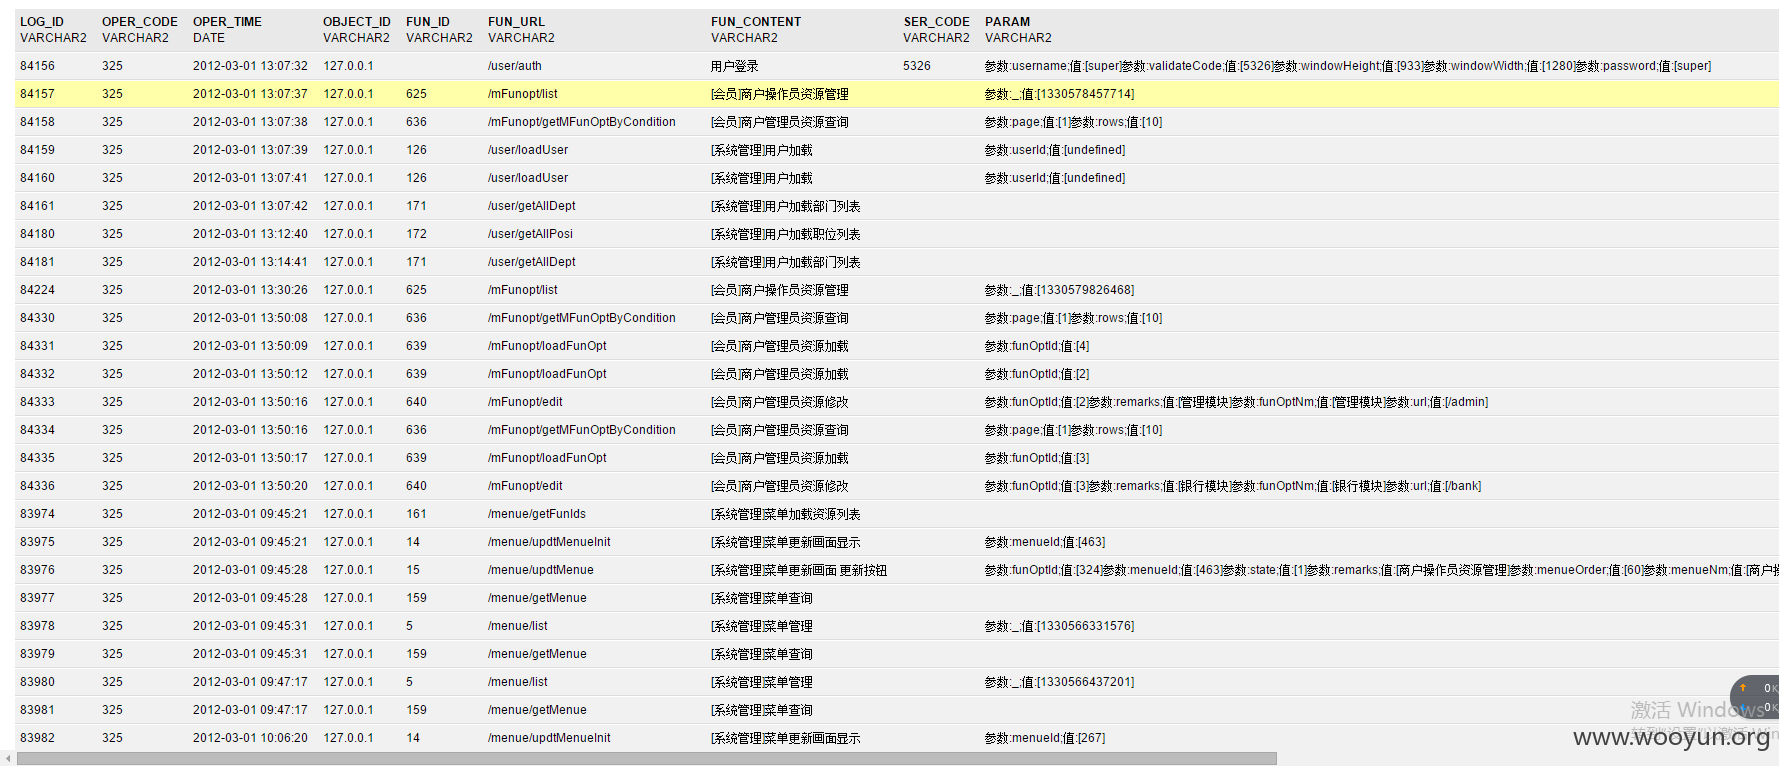 LOG_ID OPER_CODE OPER_TIME OBJECT_ID FUN_ID FUN_URL FUN_CONTENT SER_CODE PARAM
VARCHAR2 VARCHAR2 DATE VARCHAR2 VARCHAR2 VARCHAR2 VARCHAR2 VARCHAR2 VARCHAR2
84156 325 2012-03-01 13:07:32 127.0.0.1 /user/auth 用户登录 5326 参数:username;值:[super]参数:validateCode;值:[5326]参数:windowHeight;值:[933]参数:windowWidth;值:[1280]参数:password;值:[super]
84157 325 2012-03-01 13:07:37 127.0.0.1 625 /mFunopt/list [会员]商户操作员资源管理 参数:_;值:[1330578457714]
84158 325 2012-03-01 13:07:38 127.0.0.1 636 /mFunopt/getMFunOptByCondition [会员]商户管理员资源查询 参数:page;值:[1]参数:rows;值:[10]
84159 325 2012-03-01 13:07:39 127.0.0.1 126 /user/loadUser [系统管理]用户加载 参数:userId;值:[undefined]
84160 325 2012-03-01 13:07:41 127.0.0.1 126 /user/loadUser [系统管理]用户加载 参数:userId;值:[undefined]
84161 325 2012-03-01 13:07:42 127.0.0.1 171 /user/getAllDept [系统管理]用户加载部门列表
84180 325 2012-03-01 13:12:40 127.0.0.1 172 /user/getAllPosi [系统管理]用户加载职位列表
84181 325 2012-03-01 13:14:41 127.0.0.1 171 /user/getAllDept [系统管理]用户加载部门列表
84224 325 2012-03-01 13:30:26 127.0.0.1 625 /mFunopt/list [会员]商户操作员资源管理 参数:_;值:[1330579826468]
84330 325 2012-03-01 13:50:08 127.0.0.1 636 /mFunopt/getMFunOptByCondition [会员]商户管理员资源查询 参数:page;值:[1]参数:rows;值:[10]
84331 325 2012-03-01 13:50:09 127.0.0.1 639 /mFunopt/loadFunOpt [会员]商户管理员资源加载 参数:funOptId;值:[4]
84332 325 2012-03-01 13:50:12 127.0.0.1 639 /mFunopt/loadFunOpt [会员]商户管理员资源加载 参数:funOptId;值:[2]
84333 325 2012-03-01 13:50:16 127.0.0.1 640 /mFunopt/edit [会员]商户管理员资源修改 参数:funOptId;值:[2]参数:remarks;值:[管理模块]参数:funOptNm;值:[管理模块]参数:url;值:[/admin]
84334 325 2012-03-01 13:50:16 127.0.0.1 636 /mFunopt/getMFunOptByCondition [会员]商户管理员资源查询 参数:page;值:[1]参数:rows;值:[10]
84335 325 2012-03-01 13:50:17 127.0.0.1 639 /mFunopt/loadFunOpt [会员]商户管理员资源加载 参数:funOptId;值:[3]
84336 325 2012-03-01 13:50:20 127.0.0.1 640 /mFunopt/edit [会员]商户管理员资源修改 参数:funOptId;值:[3]参数:remarks;值:[银行模块]参数:funOptNm;值:[银行模块]参数:url;值:[/bank]
83974 325 2012-03-01 09:45:21 127.0.0.1 161 /menue/getFunIds [系统管理]菜单加载资源列表
83975 325 2012-03-01 09:45:21 127.0.0.1 14 /menue/updtMenueInit [系统管理]菜单更新画面显示 参数:menueId;值:[463]
83976 325 2012-03-01 09:45:28 127.0.0.1 15 /menue/updtMenue [系统管理]菜单更新画面 更新按钮 参数:funOptId;值:[324]参数:menueId;值:[463]参数:state;值:[1]参数:remarks;值:[商户操作员资源管理]参数:menueOrder;值:[60]参数:menueNm;值:[商户
83977 325 2012-03-01 09:45:28 127.0.0.1 159 /menue/getMenue [系统管理]菜单查询
83978 325 2012-03-01 09:45:31 127.0.0.1 5 /menue/list [系统管理]菜单管理 参数:_;值:[1330566331576]
83979 325 2012-03-01 09:45:31 127.0.0.1 159 /menue/getMenue [系统管理]菜单查询
83980 325 2012-03-01 09:47:17 127.0.0.1 5 /menue/list [系统管理]菜单管理 参数:_;值:[1330566437201]
83981 325 2012-03-01 09:47:17 127.0.0.1 159 /menue/getMenue [系统管理]菜单查询
83982 325 2012-03-01 10:06:20 127.0.0.1 14 /menue/updtMenueInit [系统管理]菜单更新画面显示 参数:menueId;值:[267]
0K
0K
激活 Windows
www.wooyun.org